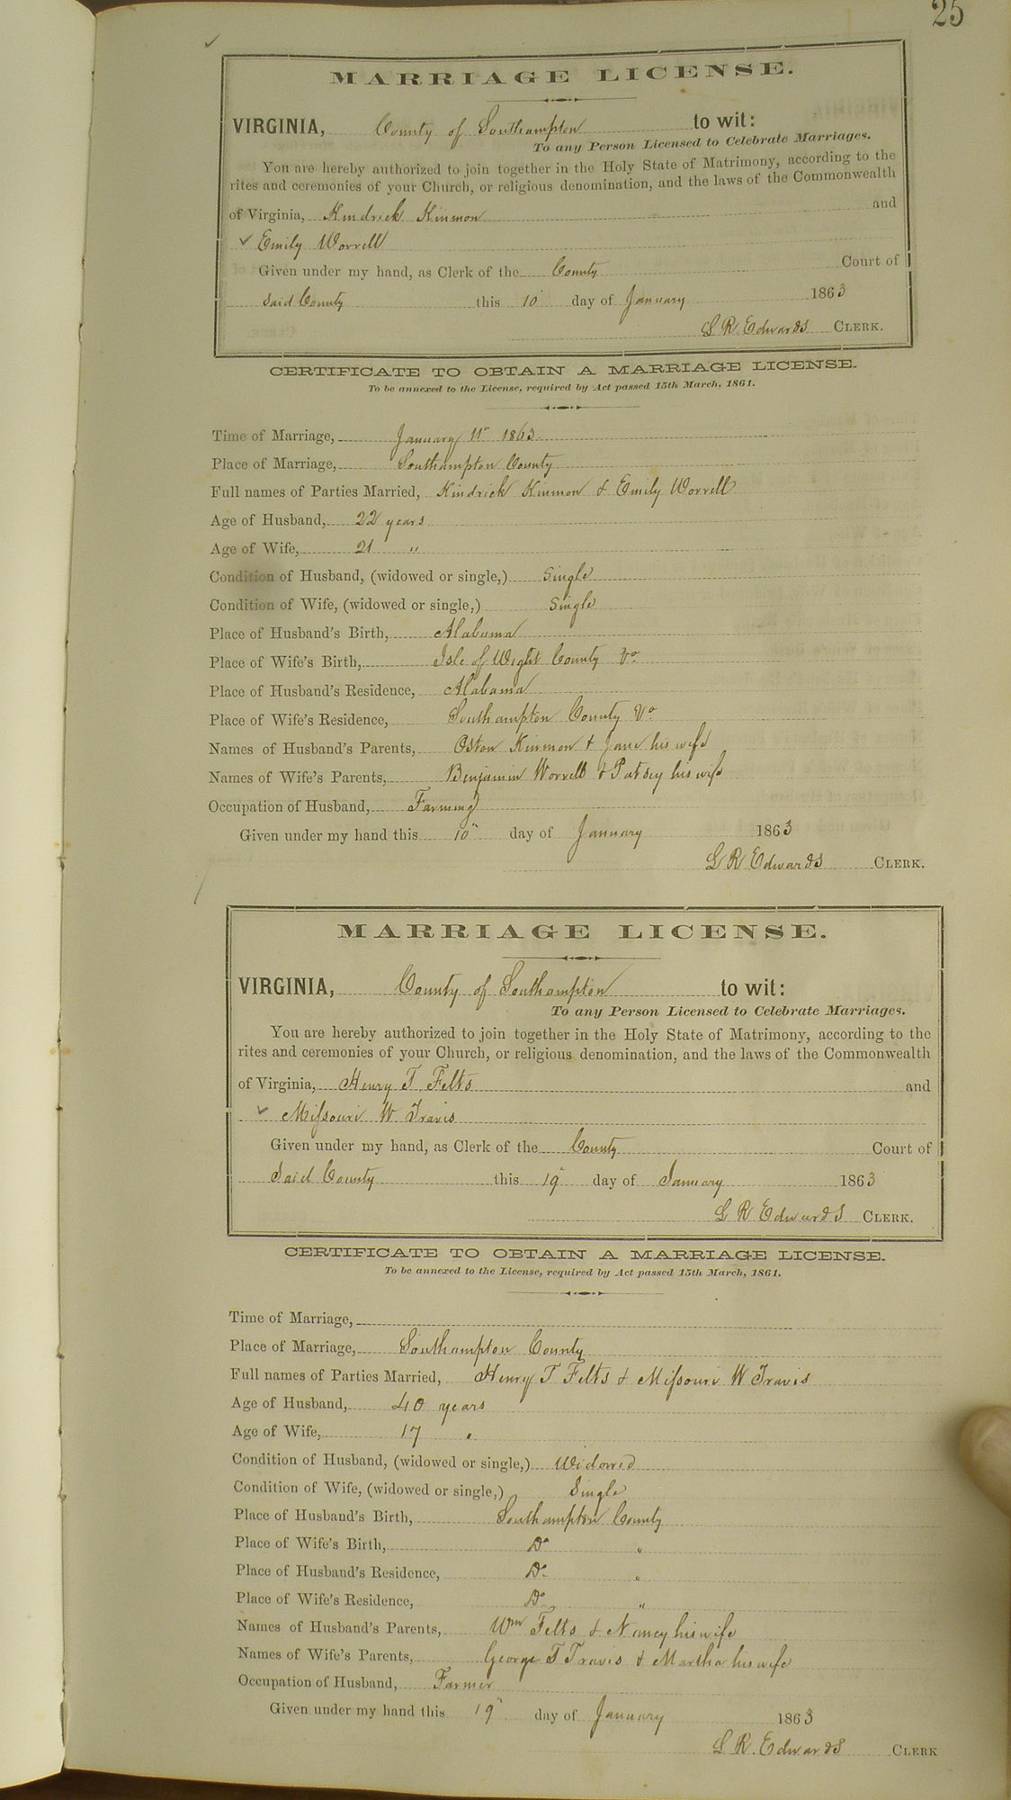 25
MARRIAGE LICENSE.
VIRGINIA, County of Southampton to wit:
To any Person Licensed to Celebrate Marriages.
You are hereby authorized to join together in the Holy State of Matrimony, according to the
rites and ceremonies of your Church, or religious denomination, and the laws of the Commonwealth
of Virginia, Kindrick Kinmon and
Emily Worrell
Given under my hand, as Clerk of the County Court of
said County this 10" day of January 1863
L R Edwards CLERK.
CERTIFICATE TO OBTAIN A MARRIAGE LICENSE.
To be annexed to the License, required by Act passed 15th March, 1861.
Time of Marriage, January 11" 1863
Place of Marriage, Southampton County
Full names of Parties Married, Kindrick Kinmon & Emily Worrell
Age of Husband, 22 years
Age of Wife, 21 "
Condition of Husband, (widowed or single,) Single
Condition of Wife, (widowed or single,) Single
Place of Husband's Birth, Alabama
Place of Wife's Birth, Isle of Wight County Va
Place of Husband's Residence, Alabama
Place of Wife's Residence, Southampton County Va
Names of Husband's Parents, Oston Kinmon & Jane his wife
Names of Wife's Parents, Benjamin Worrell & Patsey his wife
Occupation of Husband, Farming
Given under my hand this 10" day of January 1863
L R Edwards CLERK.
MARRIAGE LICENSE.
VIRGINIA, County of Southampton to wit:
To any Person Licensed to Celebrate Marriages.
You are hereby authorized to join together in the Holy State of Matrimony, according to the
rites and ceremonies of your Church, or religious denomination, and the laws of the Commonwealth
of Virginia, Henry T Felts and
Missouri W. Travis
Given under my hand, as Clerk of the County Court of
Said County this 19" day of January 1863
L R Edwards CLERK.
CERTIFICATE TO OBTAIN A MARRIAGE LICENSE.
To be annexed to the License, required by Act passed 15th March, 1861.
Time of Marriage,
Place of Marriage, Southampton County
Full names of Parties Married, Henry T Felts & Missouri W Travis
Age of Husband, 40 years
Age of Wife, 17 "
Condition of Husband, (widowed or single,) Widowed
Condition of Wife, (widowed or single,) Single
Place of Husband's Birth, Southampton County
Place of Wife's Birth, Do "
Place of Husband's Residence, Do "
Place of Wife's Residence, Do "
Names of Husband's Parents, Wm Felts & Nancy his wife
Names of Wife's Parents, George T Travis & Martha his wife
Occupation of Husband, Farmer
Given under my hand this 19" day of January 1863
L R. Edwards CLERK